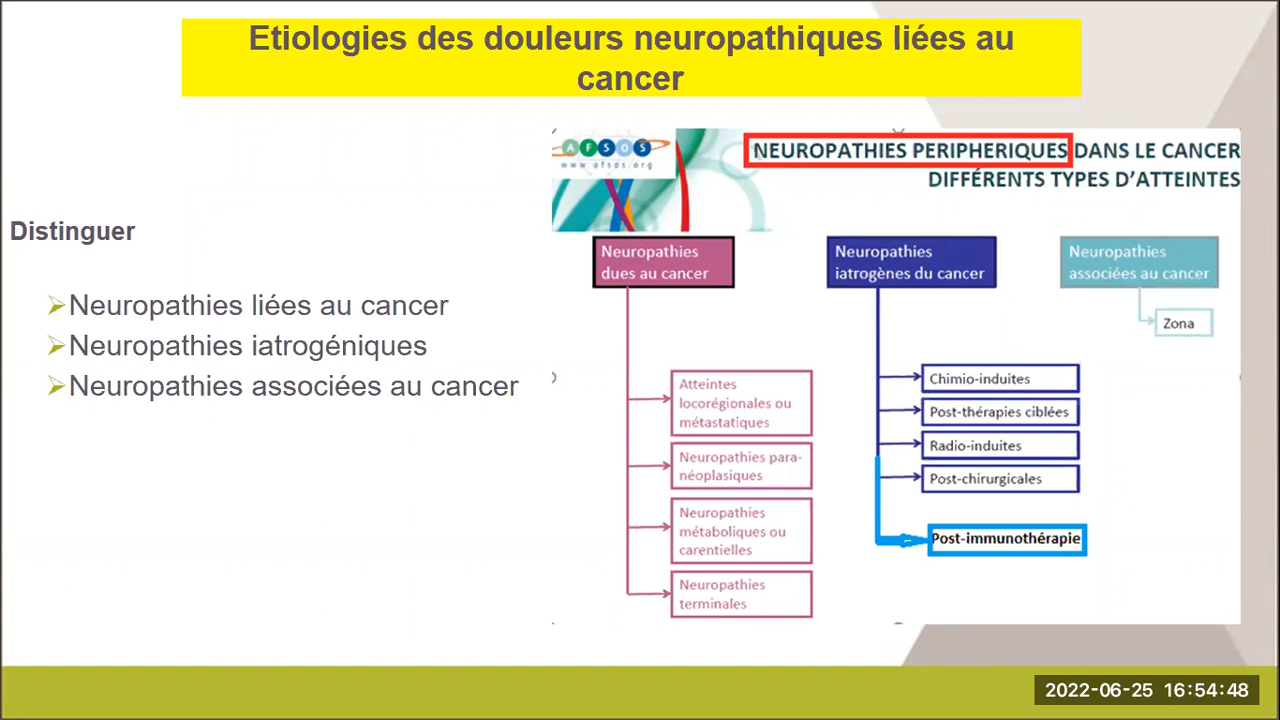 Etiologies des douleurs neuropathiques liées au
cancer
Distinguer
Neuropathies liées au cancer
Neuropathies iatrogéniques
Neuropathies associées au cancer
AFSOS
www.afsos.org
NEUROPATHIES PERIPHERIQUES DANS LE CANCER
DIFFÉRENTS TYPES D'ATTEINTES
Neuropathies
dues au cancer
Atteintes
locorégionales ou
métastatiques
Neuropathies para-
néoplasiques
Neuropathies
métaboliques ou
carentielles
Neuropathies
terminales
Neuropathies
iatrogènes du cancer
Chimio-induites
Post-thérapies ciblées
Radio-induites
Post-chirurgicales
Post-immunothérapie
Neuropathies
associées au cancer
Zona
2022-06-25 16:54:48